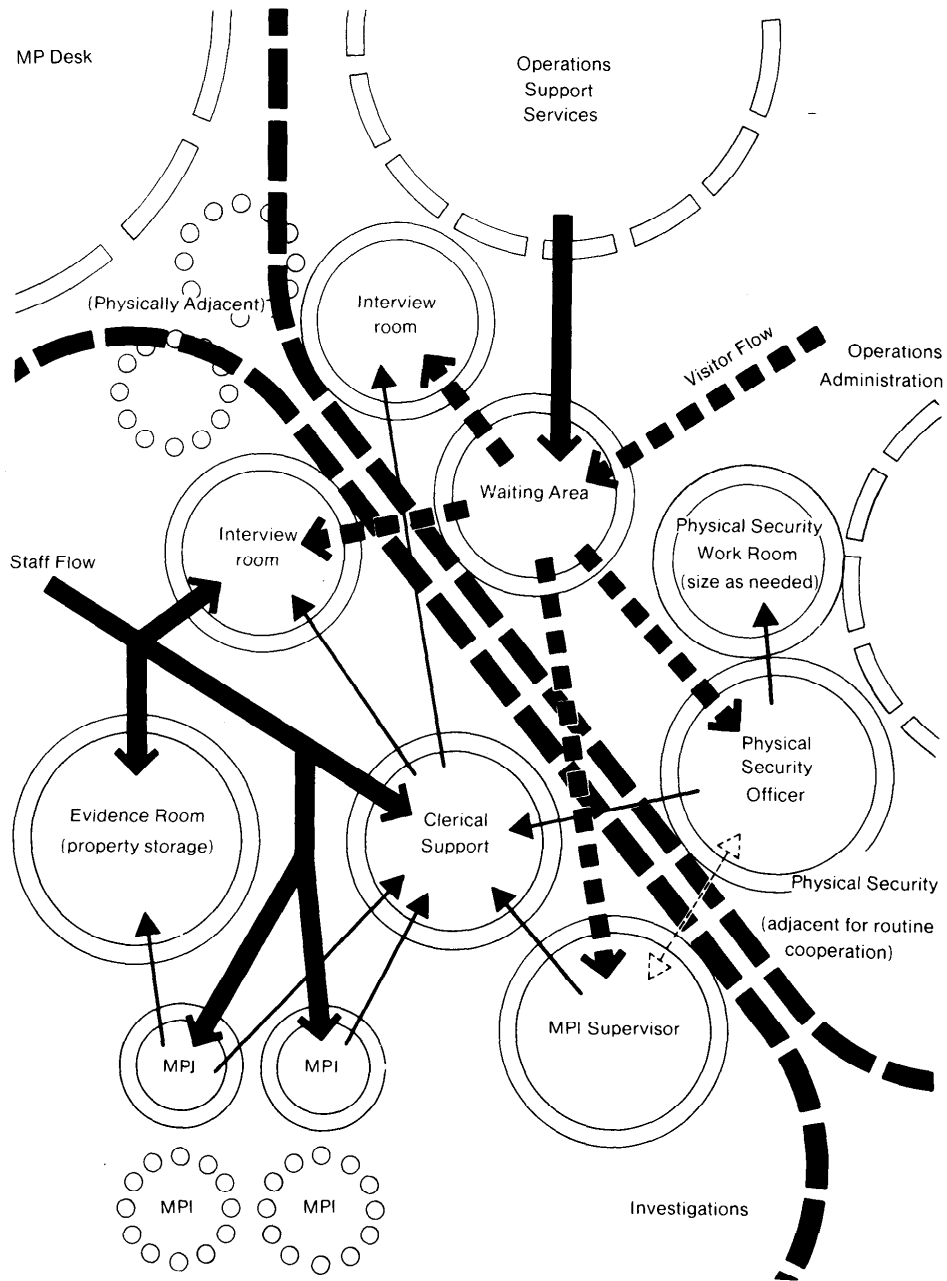 MP Desk
Operations
Support
Services
(Physically Adjacent)
Interview
room
Visitor Flow
Operations
Administration
Waiting Area
Interview
room
Physical Security
Work Room
(size as needed)
Staff Flow
Physical
Security
Officer
Evidence Room
(property storage)
Clerical
Support
Physical Security
(adjacent for routine
cooperation)
MPI Supervisor
MPI
MPI
MPI
MPI
Investigations